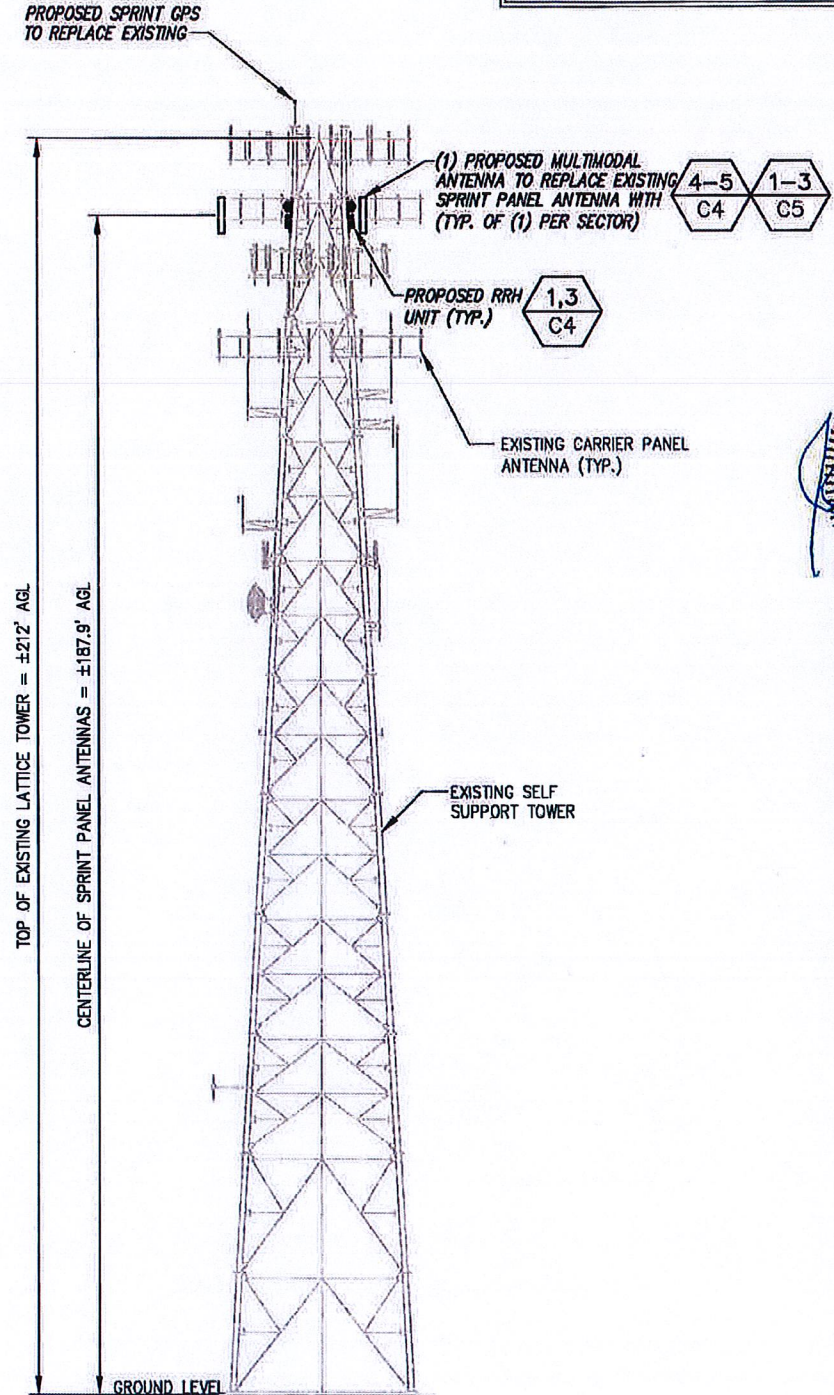 PROPOSED SPRINT GPS
TO REPLACE EXISTING
(1) PROPOSED MULTIMODAL
ANTENNA TO REPLACE EXISTING
SPRINT PANEL ANTENNA WITH
(TYP. OF (1) PER SECTOR)
4-5
C4
1-3
C5
PROPOSED RRH
UNIT (TYP.)
1,3
C4
EXISTING CARRIER PANEL
ANTENNA (TYP.)
TOP OF EXISTING LATTICE TOWER = ±212' AGL
CENTERLINE OF SPRINT PANEL ANTENNAS = ±187.9' AGL
EXISTING SELF
SUPPORT TOWER
GROUND LEVEL